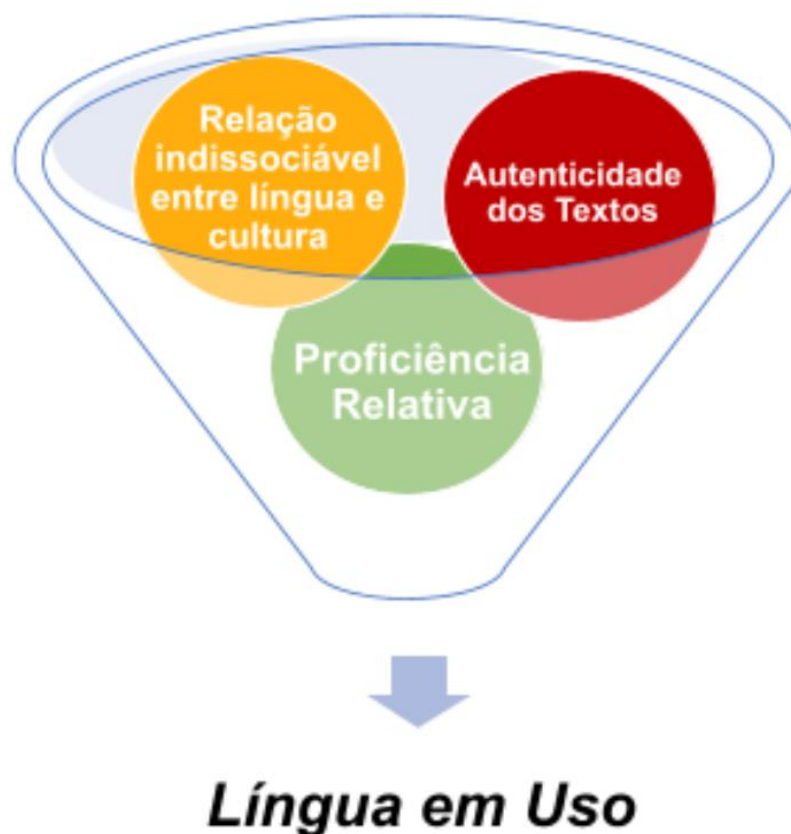 Relação
indissociável
entre língua e
cultura
Autenticidade
dos Textos
Proficiência
Relativa
Língua em Uso